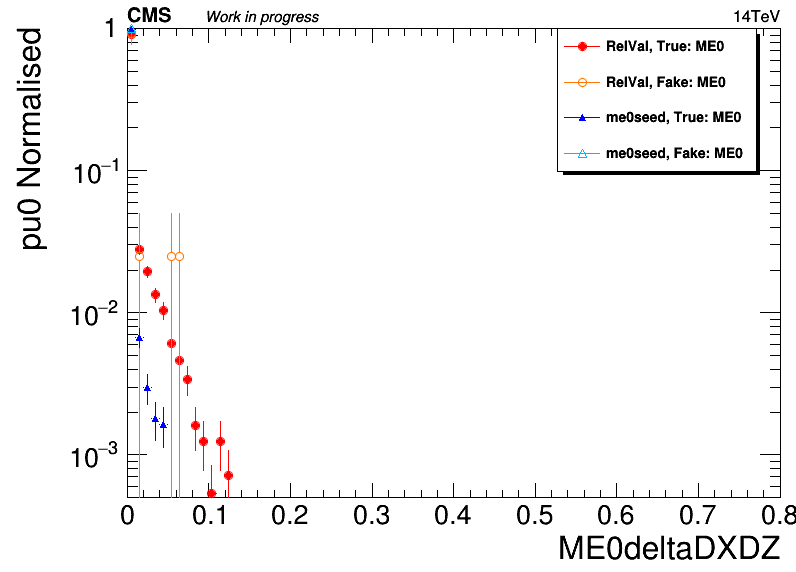 CMS Work in progress 14TeV
pu0 Normalised
1
10⁻¹
10⁻²
10⁻³
RelVal, True: ME0
RelVal, Fake: ME0
me0seed, True: ME0
me0seed, Fake: ME0
0 0.1 0.2 0.3 0.4 0.5 0.6 0.7 0.8
ME0deltaDXDZ